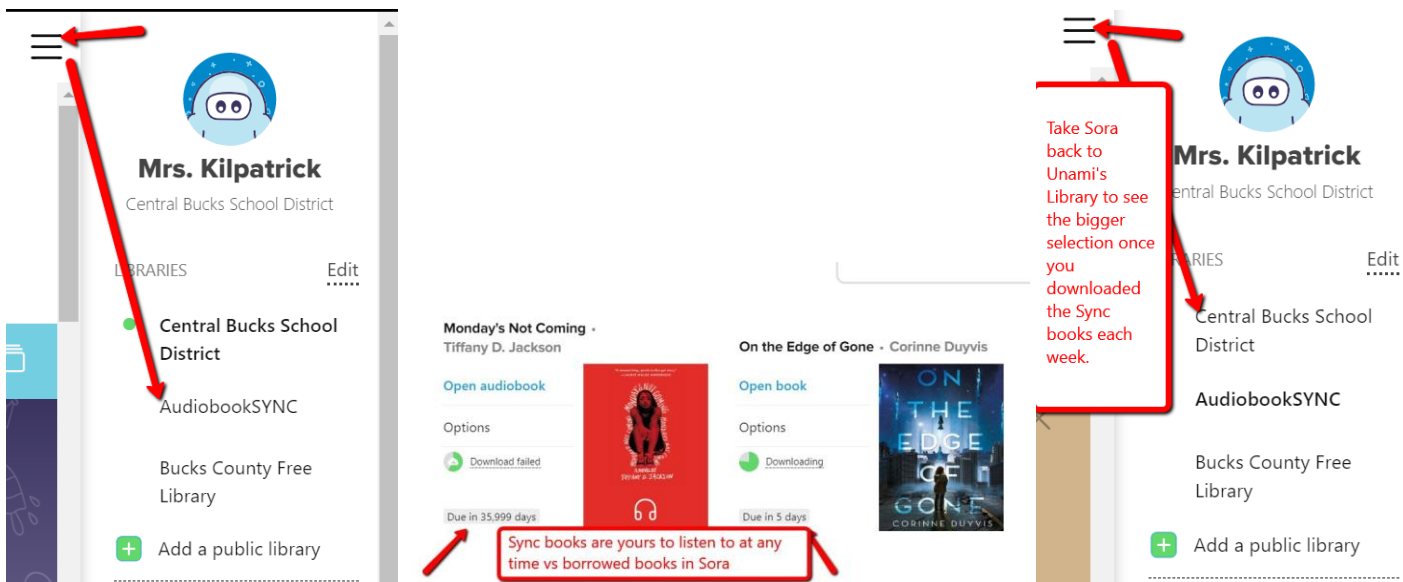 Mrs. Kilpatrick
Central Bucks School District
LIBRARIES
Edit
Central Bucks School
District
AudiobookSYNC
Bucks County Free
Library
Add a public library
Monday's Not Coming •
Tiffany D. Jackson
Open audiobook
Options
Download failed
Due in 35,999 days
MONDAY'S NOT COMING
TIFFANY D. JACKSON
On the Edge of Gone • Corinne Duyvis
Open book
Options
Downloading
Due in 5 days
ON
THE
EDGE
OF
GONE
CORINNE DUYVIS
Sync books are yours to listen to at any
time vs borrowed books in Sora
Take Sora
back to
Unami's
Library to see
the bigger
selection once
you
downloaded
the Sync
books each
week.
Mrs. Kilpatrick
entral Bucks School District
RARIES
Edit
Central Bucks School
District
AudiobookSYNC
Bucks County Free
Library
Add a public library